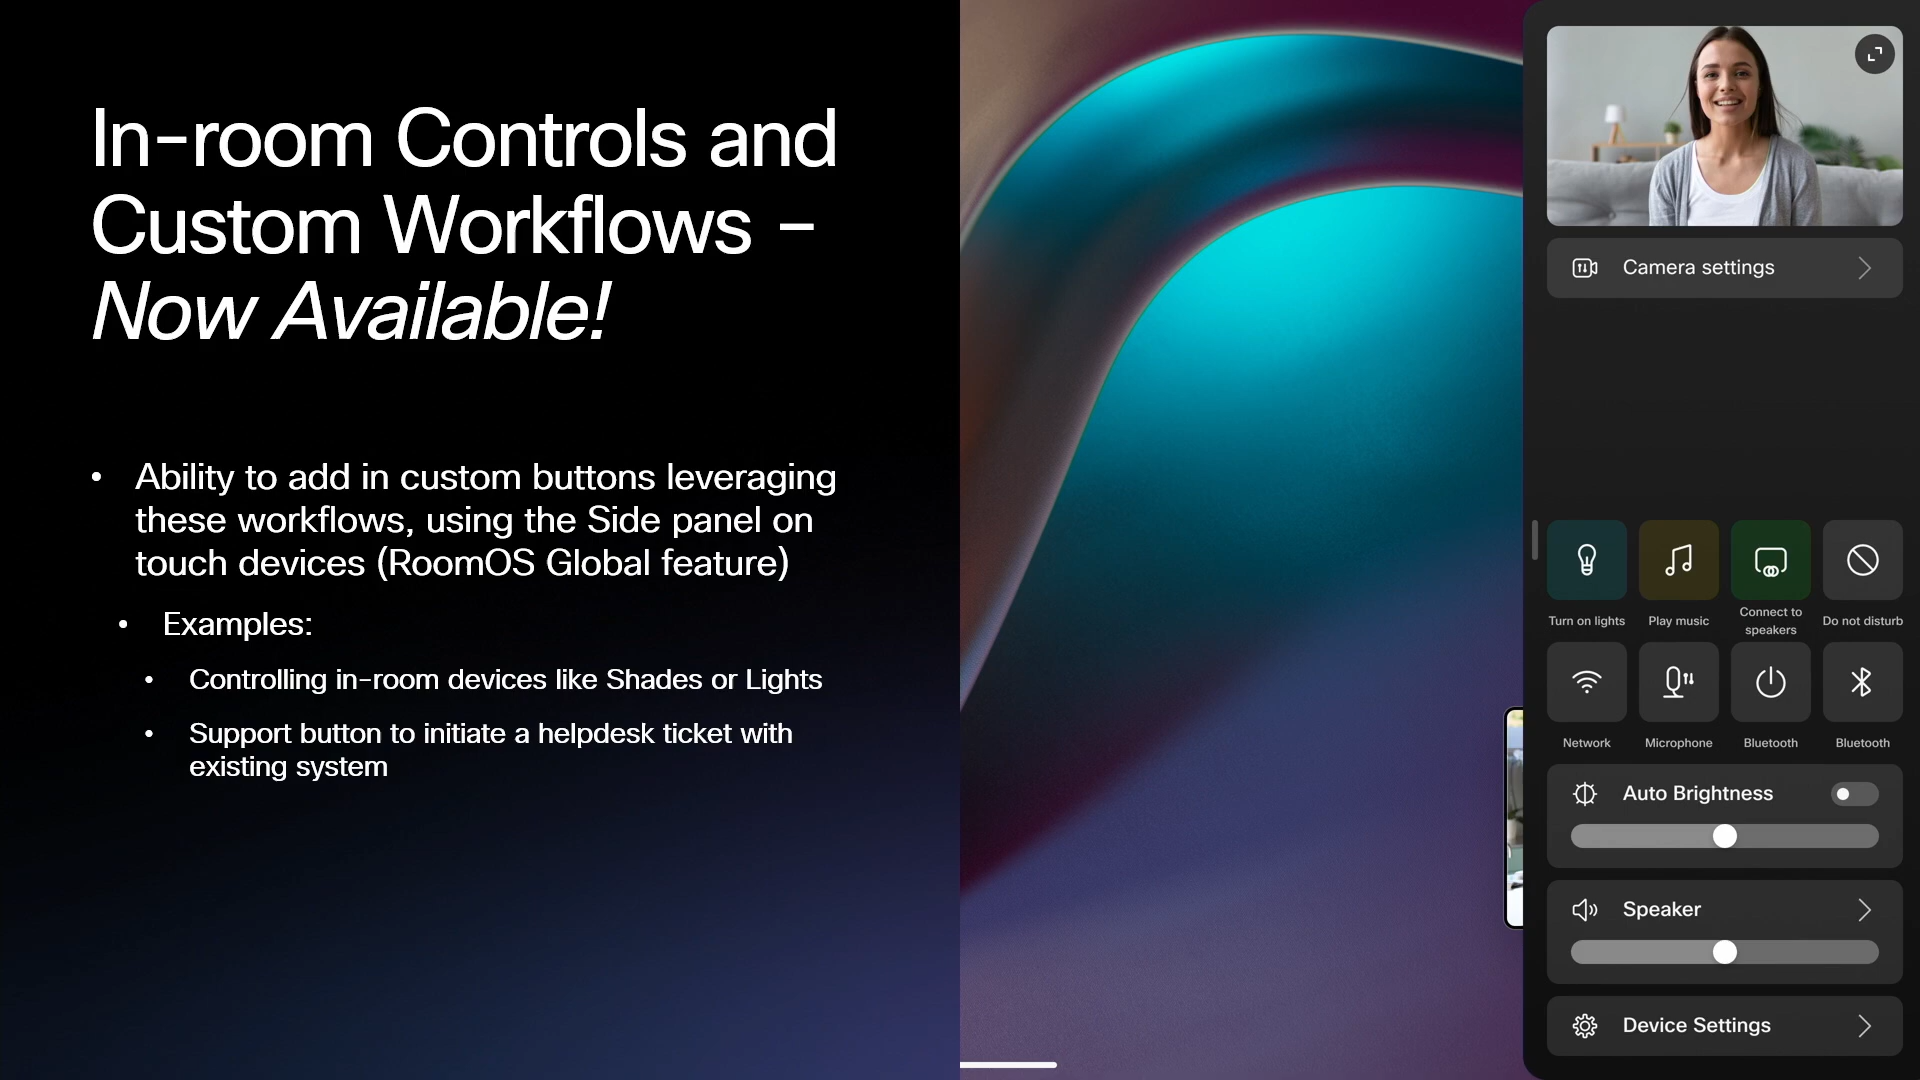 In-room Controls and
Custom Workflows –
Now Available!
• Ability to add in custom buttons leveraging
these workflows, using the Side panel on
touch devices (RoomOS Global feature)
• Examples:
• Controlling in-room devices like Shades or Lights
• Support button to initiate a helpdesk ticket with
existing system
Camera settings
Turn on lights
Play music
Connect to
speakers
Do not disturb
Network
Microphone
Bluetooth
Bluetooth
Auto Brightness
Speaker
Device Settings